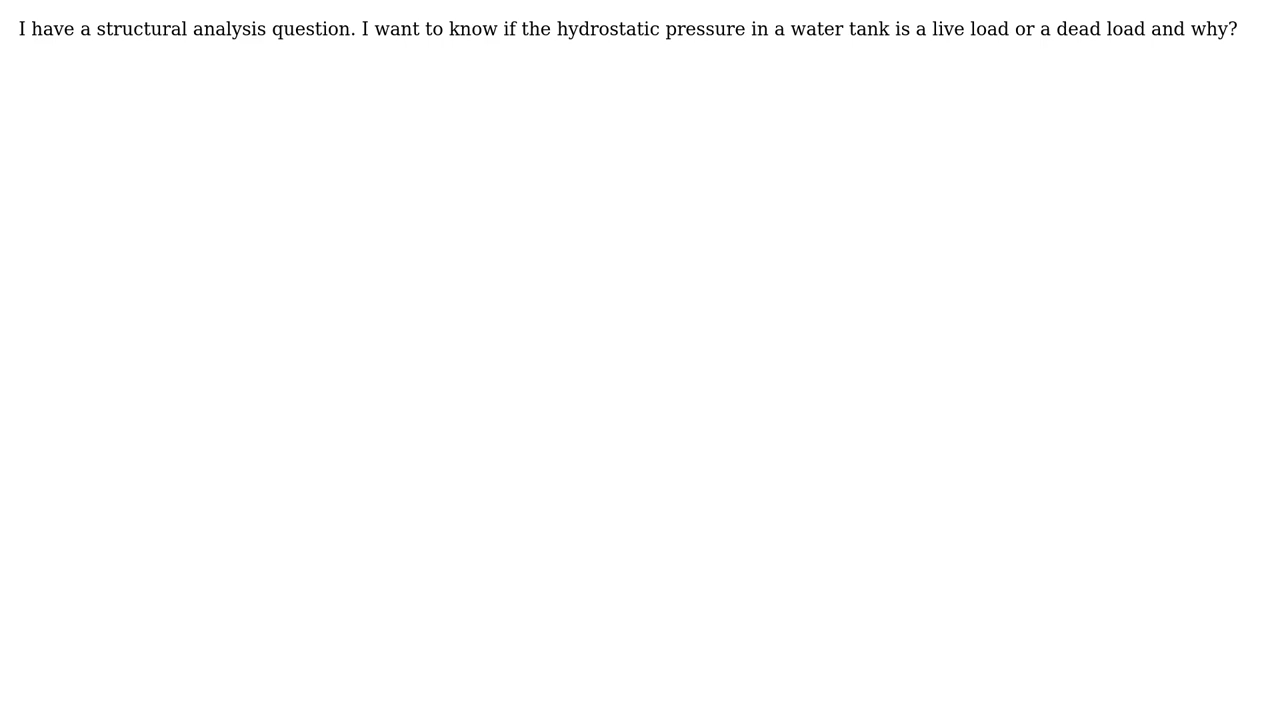 I have a structural analysis question. I want to know if the hydrostatic pressure in a water tank is a live load or a dead load and why?